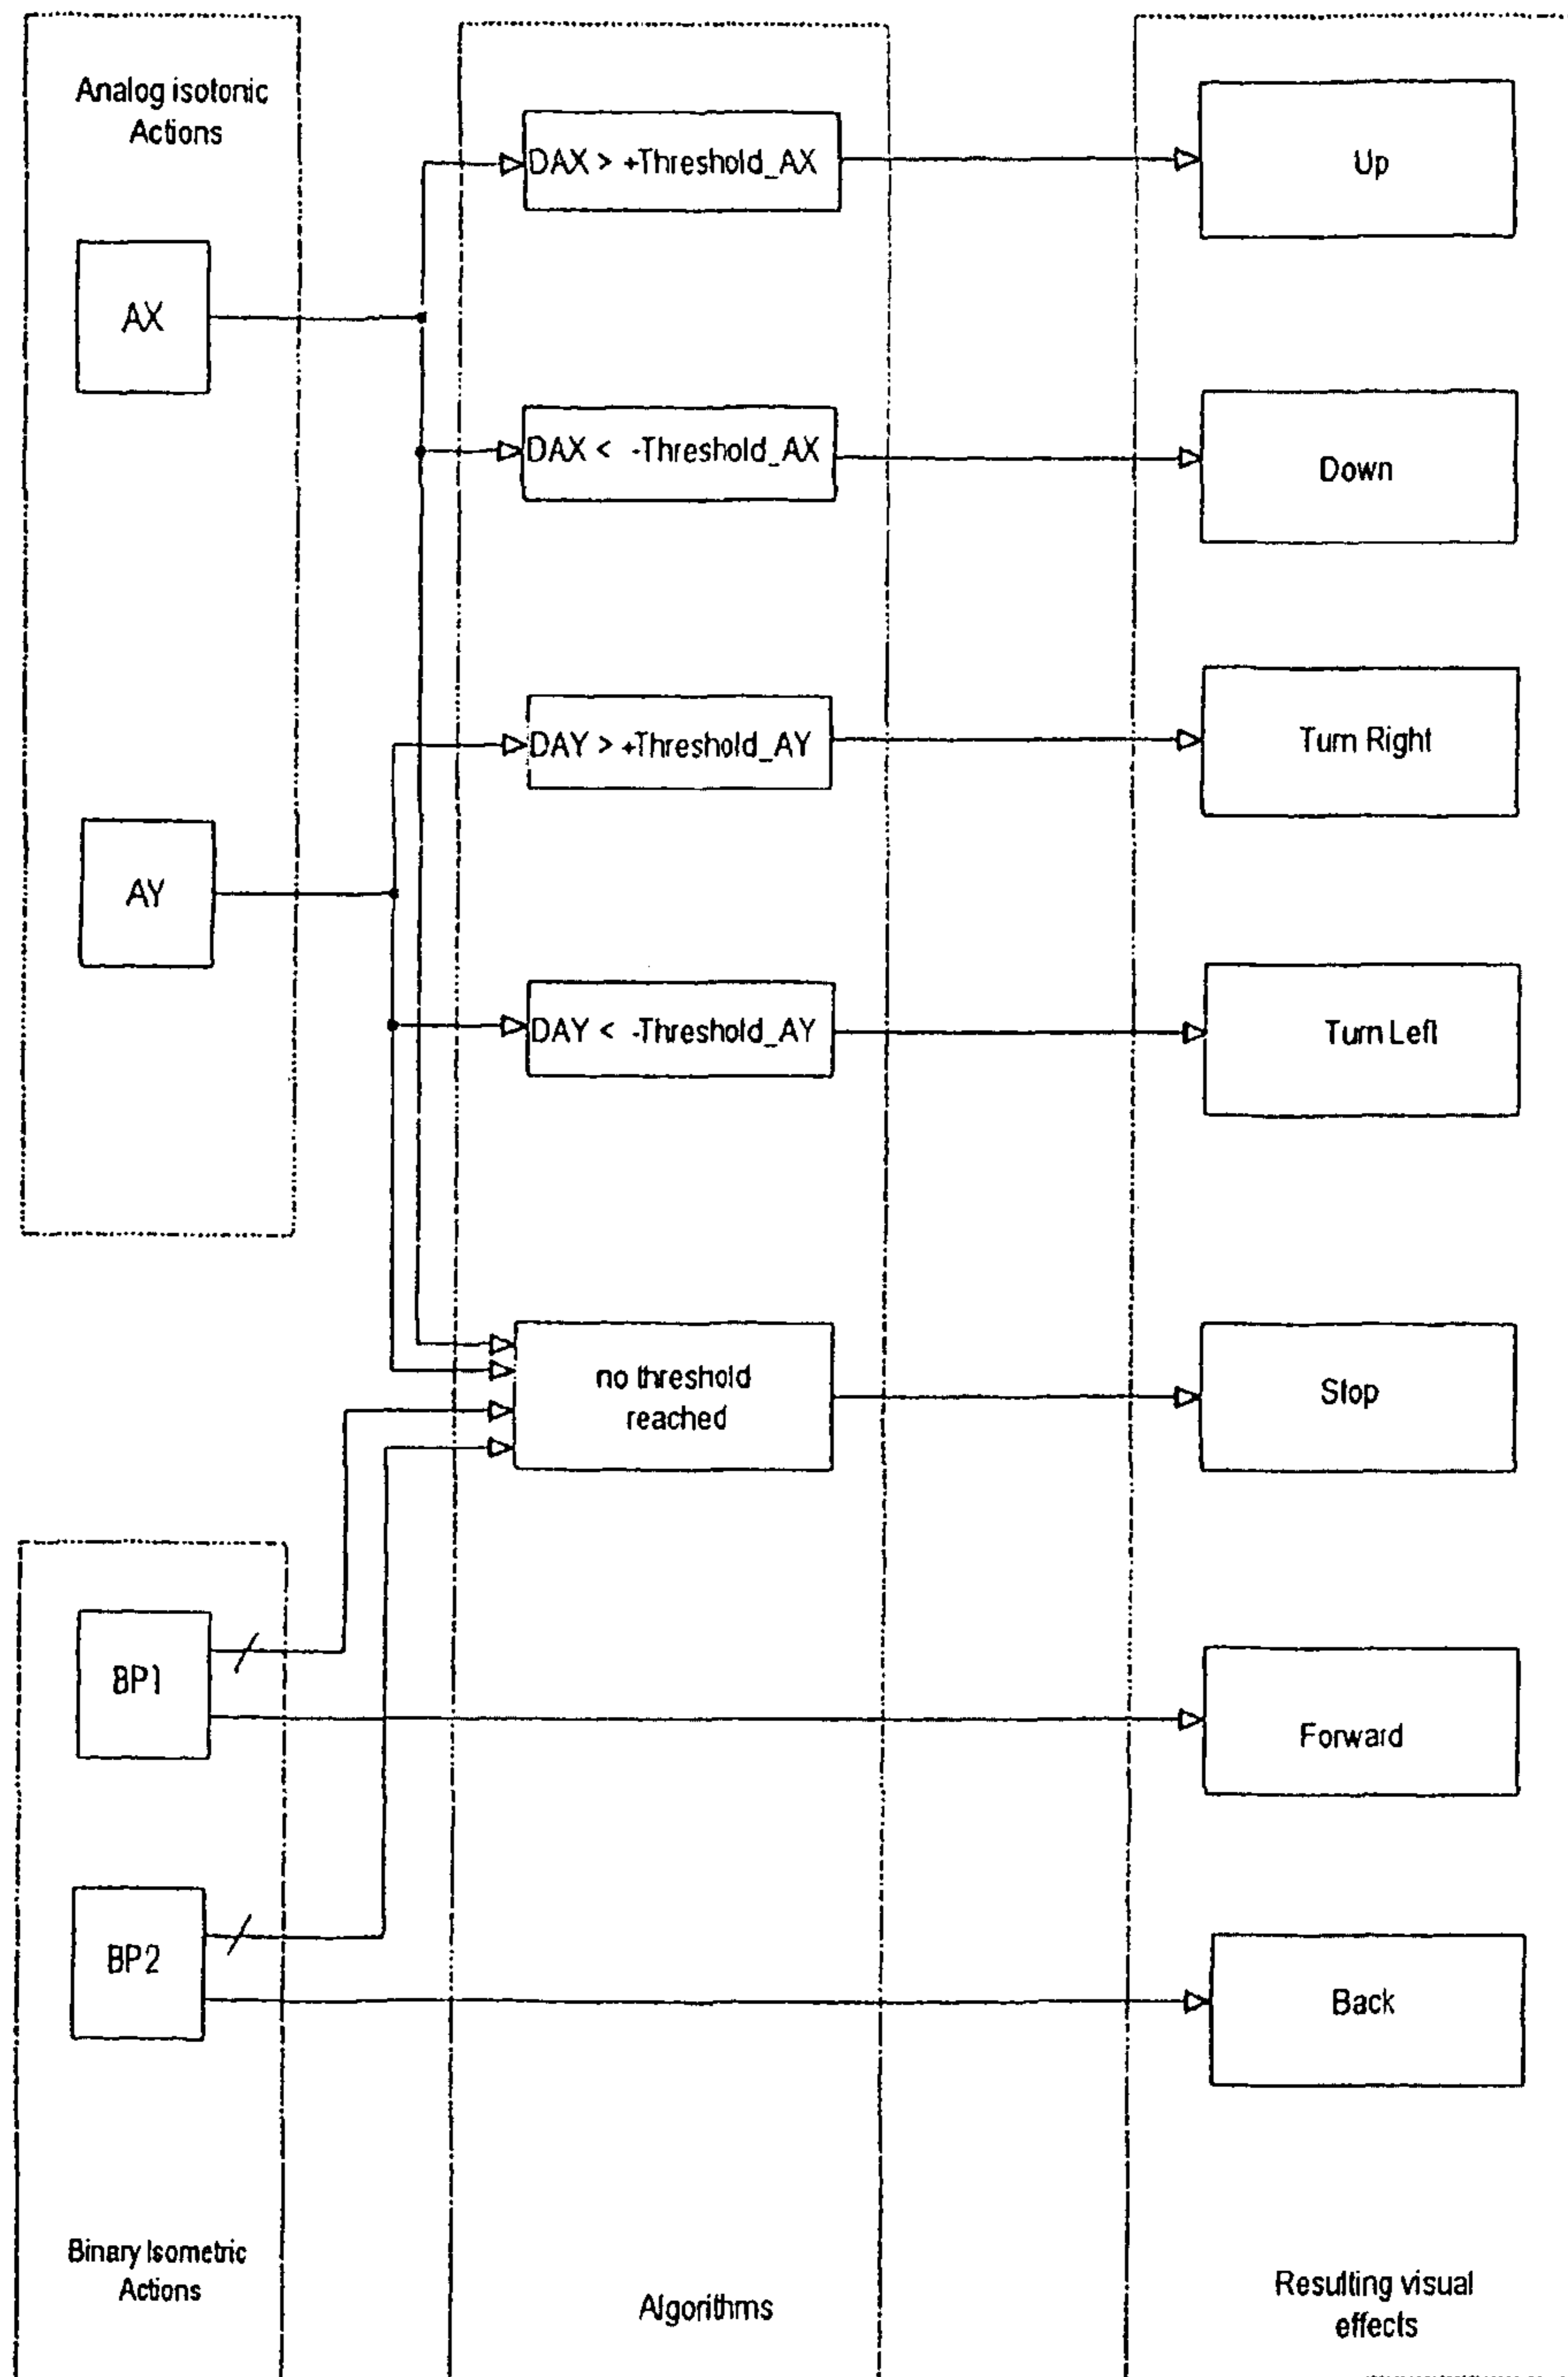 Analog isotonic
Actions
AX
AY
DAX > +Threshold_AX
DAX < -Threshold_AX
DAY > +Threshold_AY
DAY < -Threshold_AY
no threshold
reached
Up
Down
Turn Right
Turn Left
Stop
Forward
Back
BP1
BP2
Binary Isometric
Actions
Algorithms
Resulting visual
effects